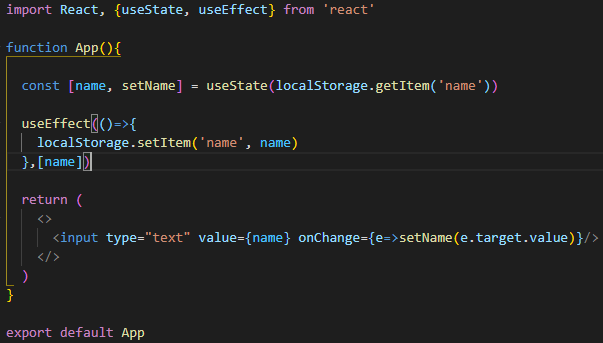 import React, {useState, useEffect} from 'react'
function App(){
const [name, setName] = useState(localStorage.getItem('name'))
useEffect(()=>{
localStorage.setItem('name', name)
},[name])
return (
<>
<input type="text" value={name} onChange={e=>setName(e.target.value)}/>
</>
)
}
export default App